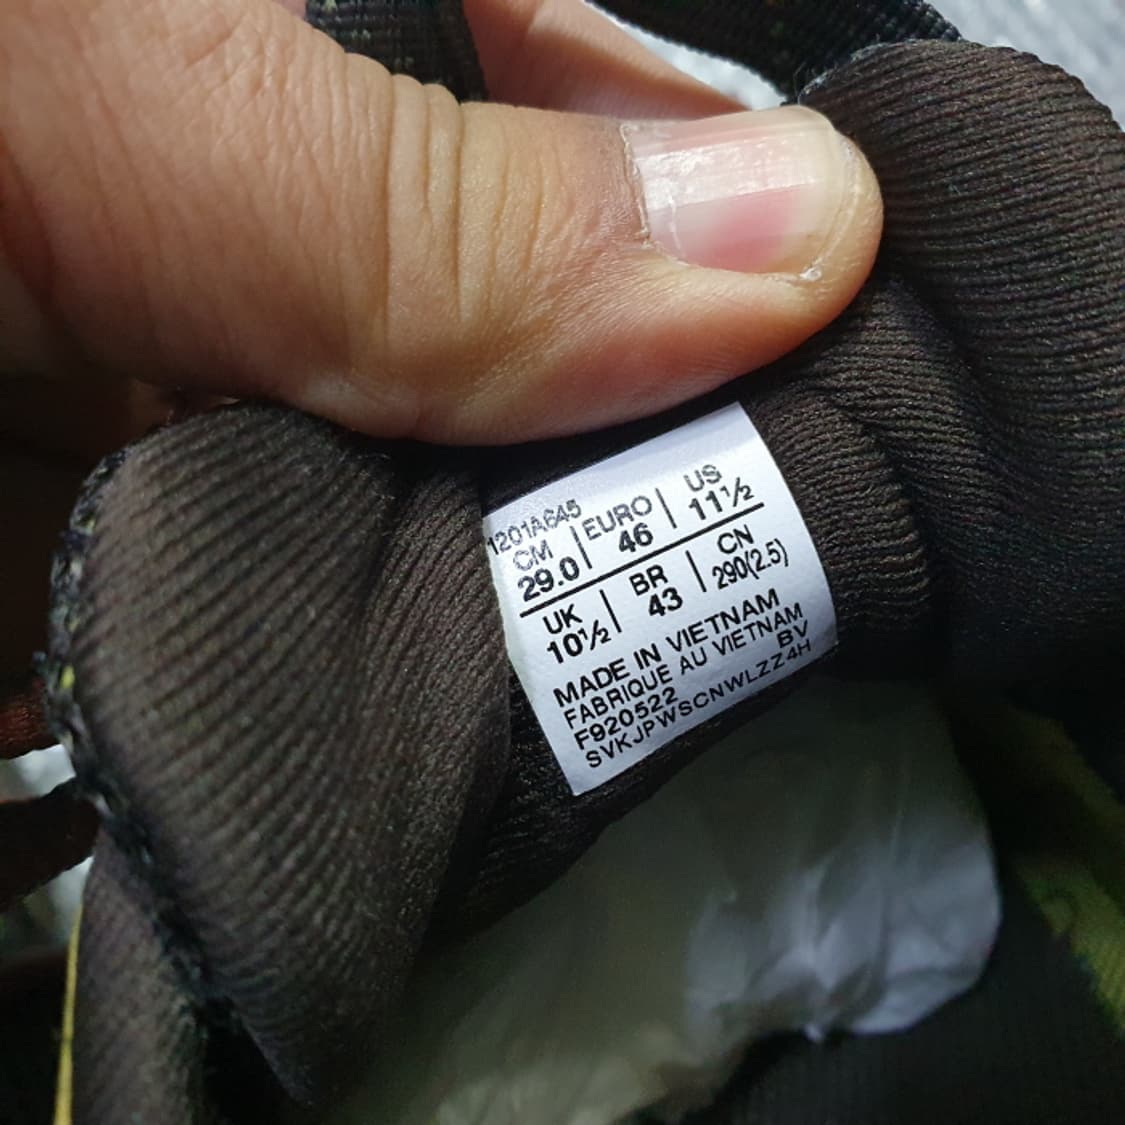 1201A645
CM | EURO | US
29.0 | 46 | 11½
UK | BR | CN
10½ | 43 | 290(2.5)
MADE IN VIETNAM
FABRIQUE AU VIETNAM
F920522 BV
SVKJPWSCNWLZZ4H